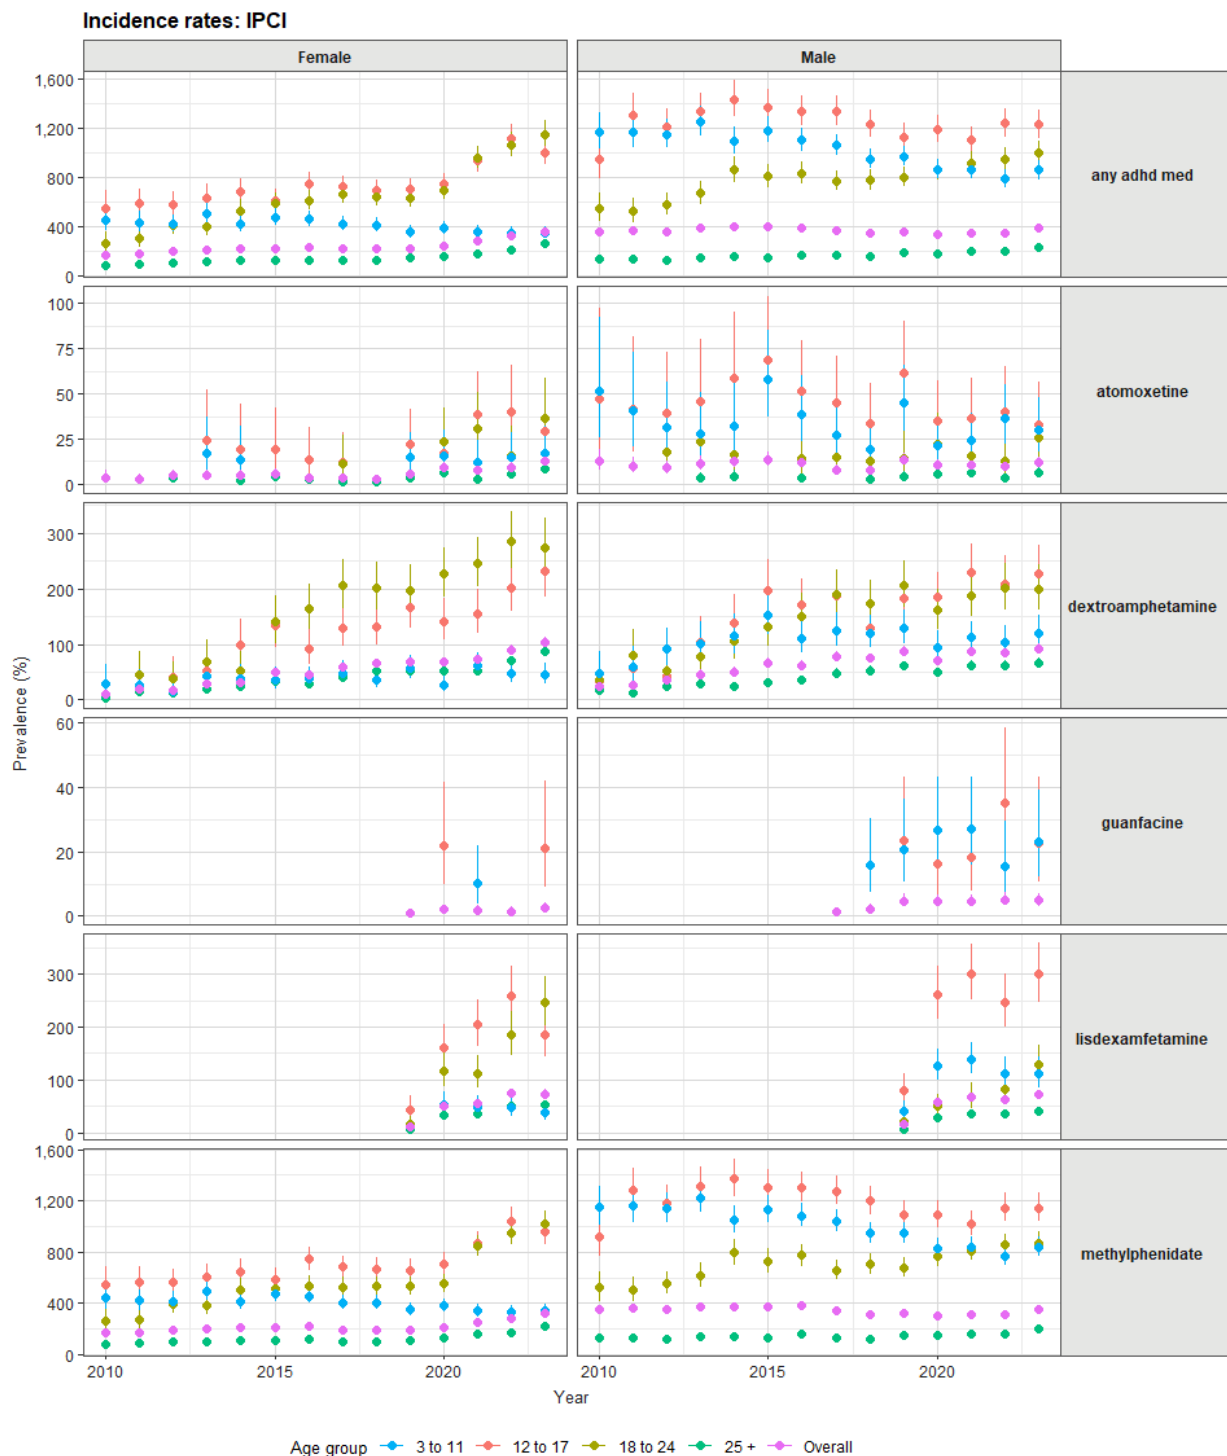 Incidence rates: IPCI
Female Male
1,600
1,200
800
400
0
any adhd med
100
75
50
25
0
atomoxetine
300
200
100
0
dextroamphetamine
Prevalence (%)
60
40
20
0
guanfacine
300
200
100
0
lisdexamfetamine
1,600
1,200
800
400
0
methylphenidate
2010 2015 2020 2010 2015 2020
Year
Age group 3 to 11 12 to 17 18 to 24 25 + Overall